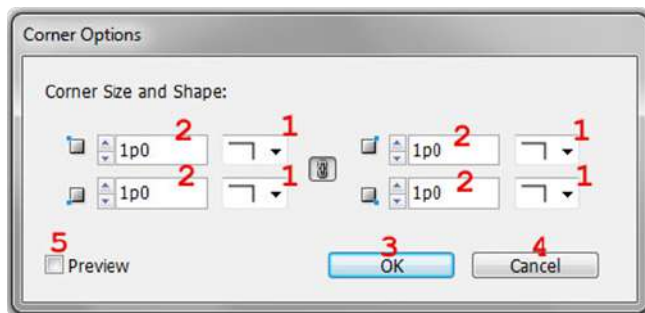 Corner Options
Corner Size and Shape:
2 1 2 1
1p0 1p0
2 1 2 1
1p0 1p0
5 3 4
Preview OK Cancel